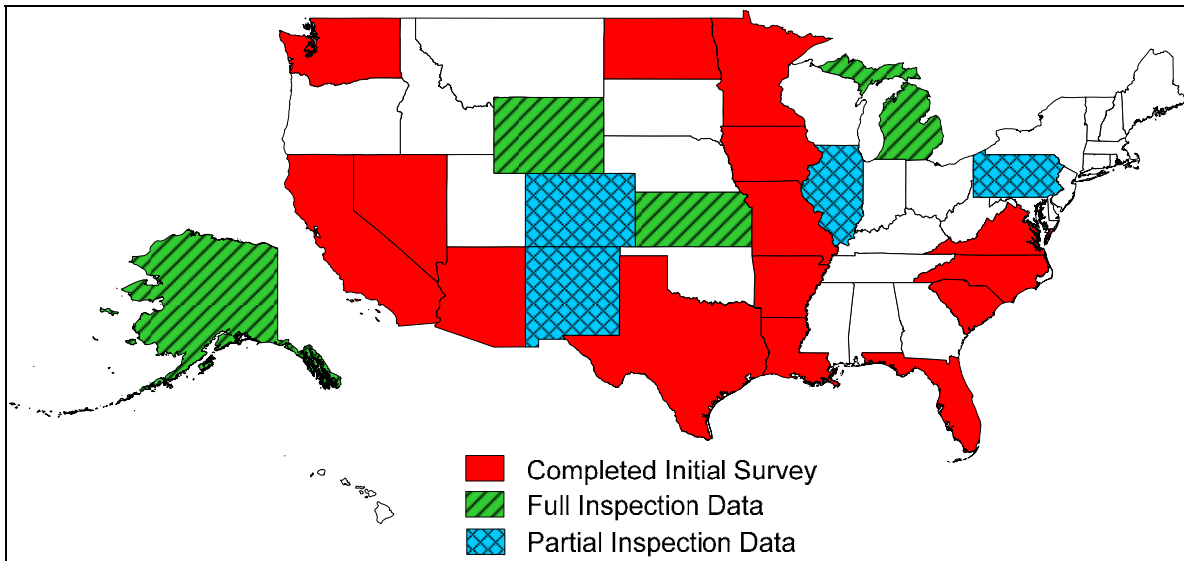 Completed Initial Survey
Full Inspection Data
Partial Inspection Data